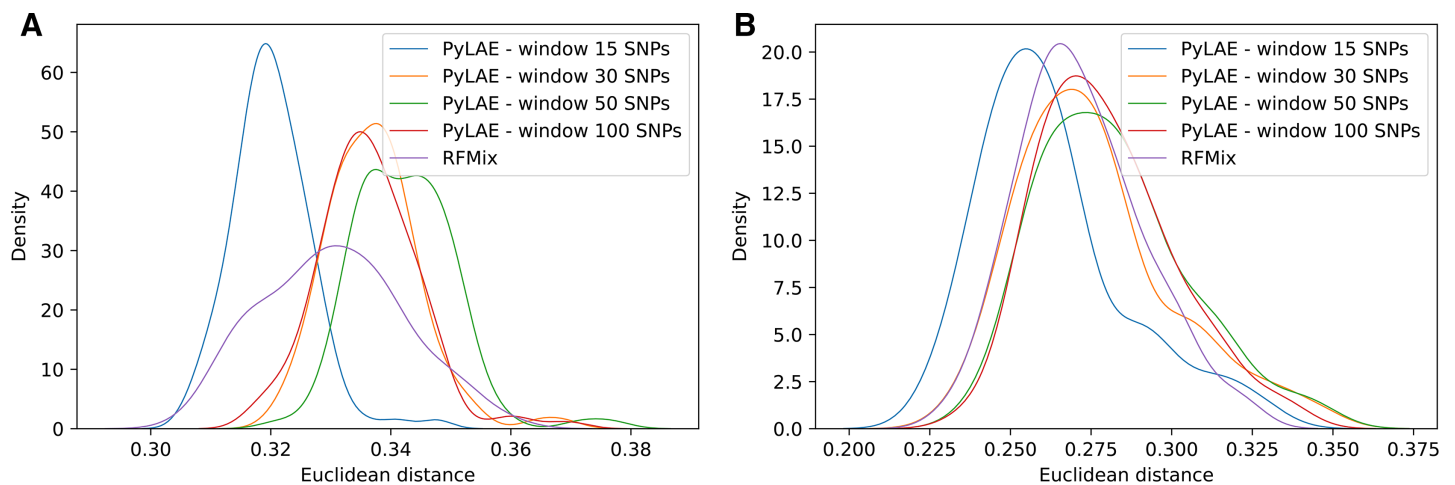 A
Density
60
50
40
30
20
10
0
0.30
0.32
0.34
0.36
0.38
Euclidean distance
PyLAE - window 15 SNPs
PyLAE - window 30 SNPs
PyLAE - window 50 SNPs
PyLAE - window 100 SNPs
RFMix
B
Density
20.0
17.5
15.0
12.5
10.0
7.5
5.0
2.5
0.0
0.200
0.225
0.250
0.275
0.300
0.325
0.350
0.375
Euclidean distance
PyLAE - window 15 SNPs
PyLAE - window 30 SNPs
PyLAE - window 50 SNPs
PyLAE - window 100 SNPs
RFMix